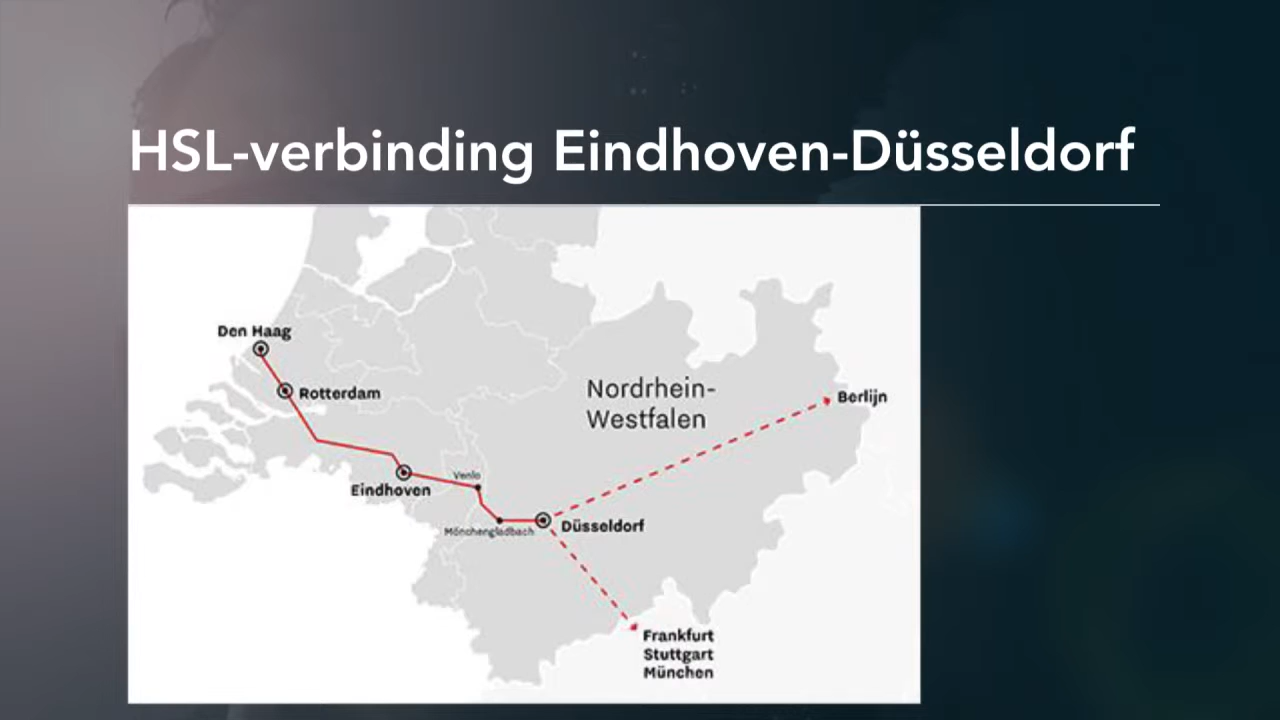 HSL-verbinding Eindhoven-Düsseldorf
Den Haag
Rotterdam
Nordrhein-
Westfalen
Berlijn
Venlo
Eindhoven
Düsseldorf
Mönchengladbach
Frankfurt
Stuttgart
München